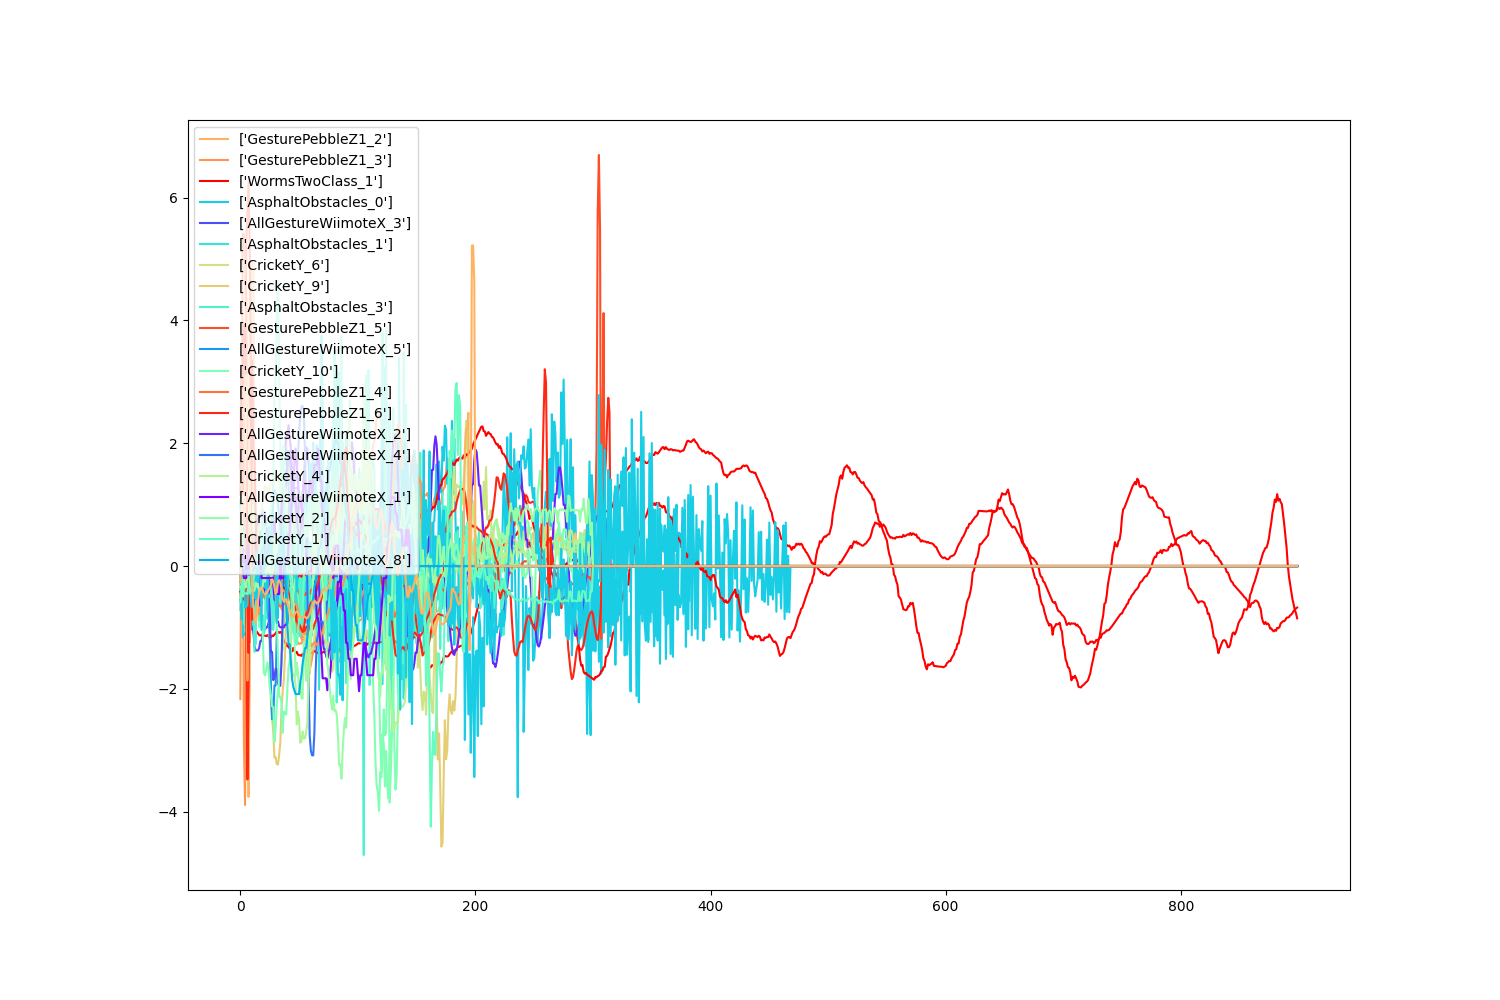 ['GesturePebbleZ1_2']
['GesturePebbleZ1_3']
['WormsTwoClass_1']
['AsphaltObstacles_0']
['AllGestureWiimoteX_3']
['AsphaltObstacles_1']
['CricketY_6']
['CricketY_9']
['AsphaltObstacles_3']
['GesturePebbleZ1_5']
['AllGestureWiimoteX_5']
['CricketY_10']
['GesturePebbleZ1_4']
['GesturePebbleZ1_6']
['AllGestureWiimoteX_2']
['AllGestureWiimoteX_4']
['CricketY_4']
['AllGestureWiimoteX_1']
['CricketY_2']
['CricketY_1']
['AllGestureWiimoteX_8']
6
4
2
0
−2
−4
0 200 400 600 800